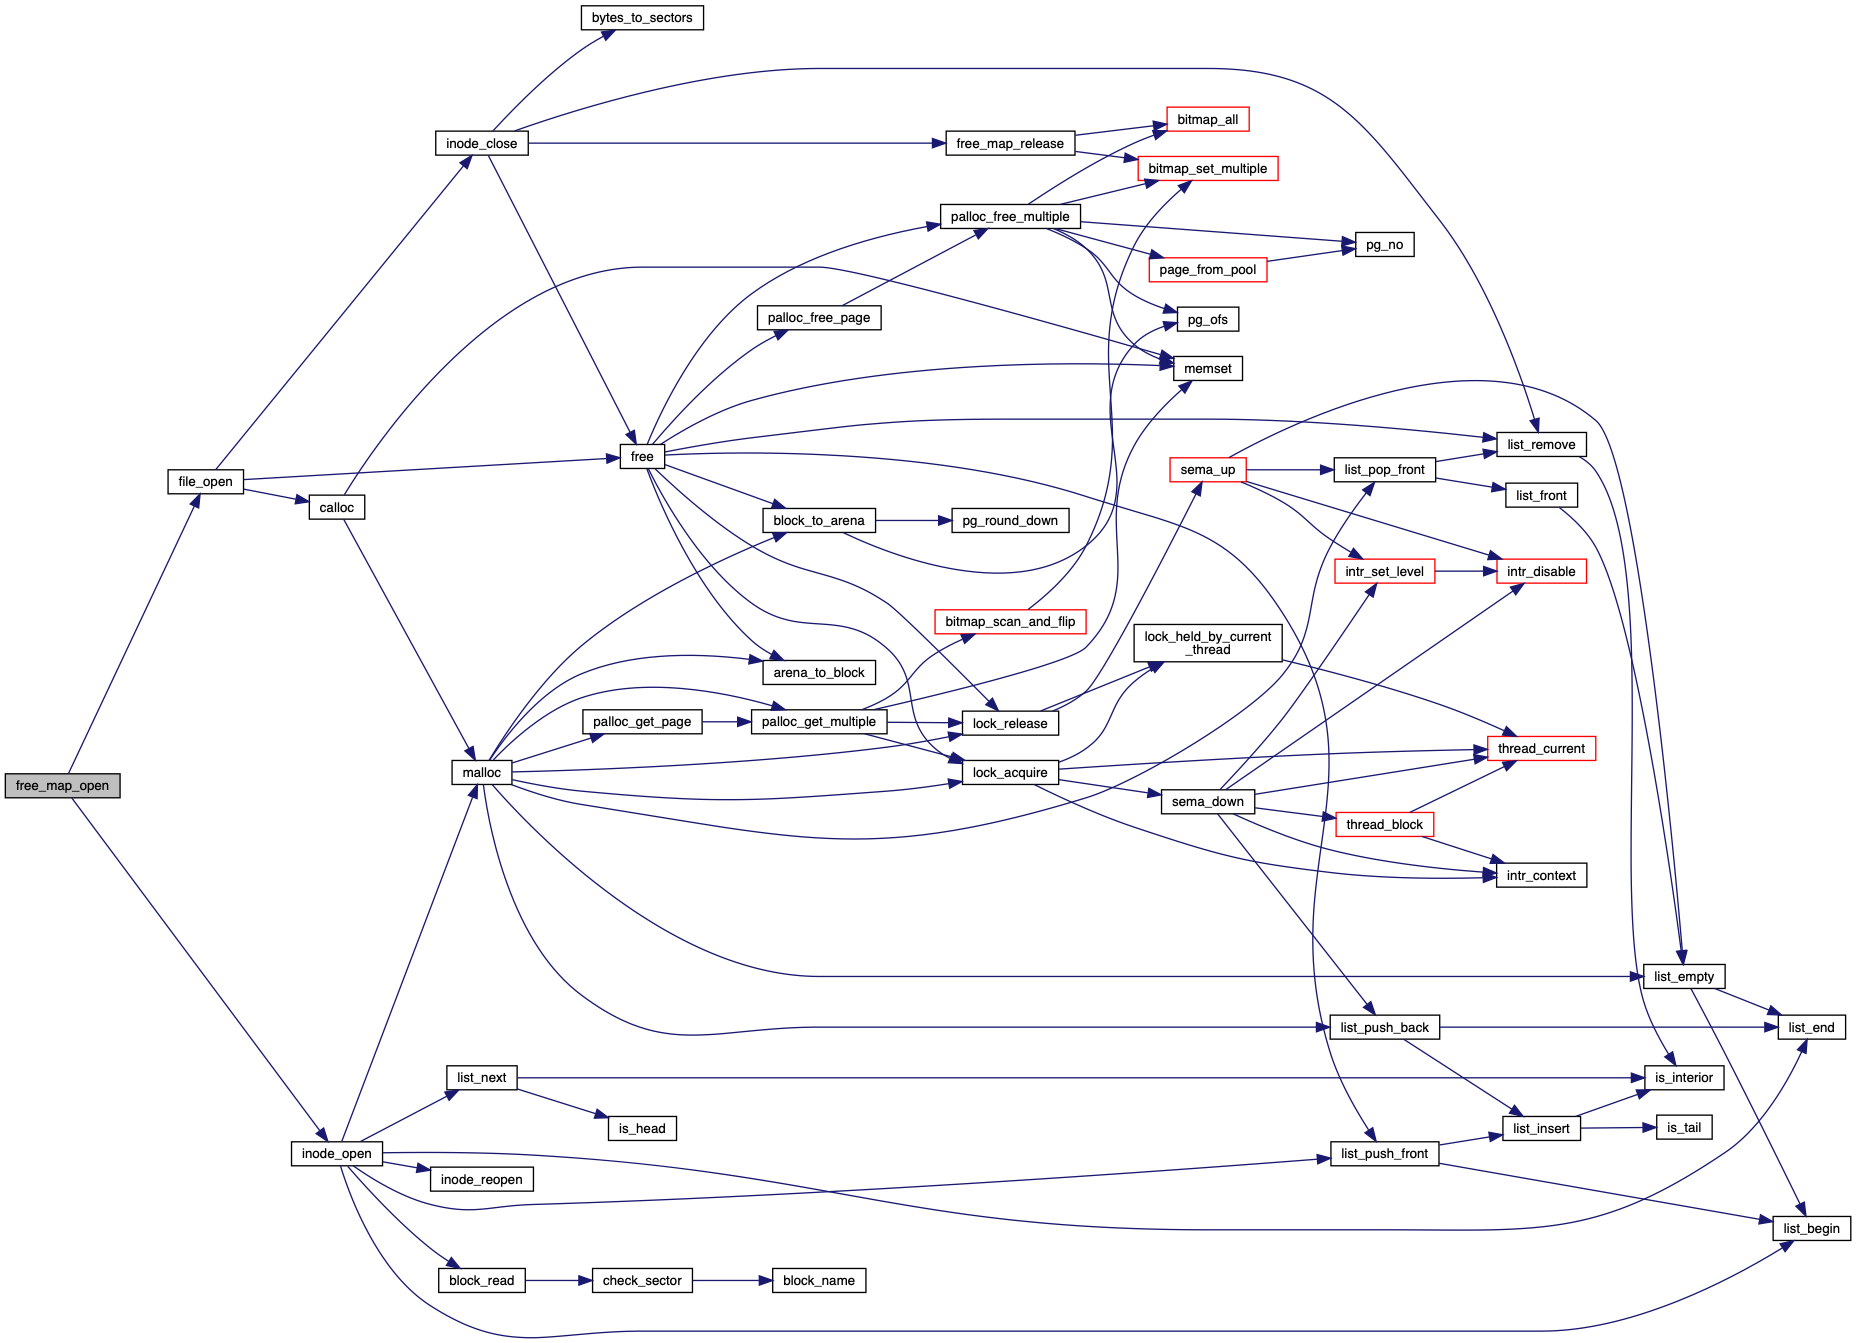 bytes_to_sectors
bitmap_all
inode_close
free_map_release
bitmap_set_multiple
palloc_free_multiple
pg_no
page_from_pool
palloc_free_page
pg_ofs
memset
list_remove
free
sema_up
list_pop_front
file_open
list_front
calloc
block_to_arena
pg_round_down
intr_set_level
intr_disable
bitmap_scan_and_flip
lock_held_by_current
_thread
arena_to_block
palloc_get_page
palloc_get_multiple
lock_release
thread_current
malloc
lock_acquire
free_map_open
sema_down
thread_block
intr_context
list_empty
list_push_back
list_end
list_next
is_interior
is_head
list_insert
is_tail
inode_open
list_push_front
inode_reopen
list_begin
block_read
check_sector
block_name